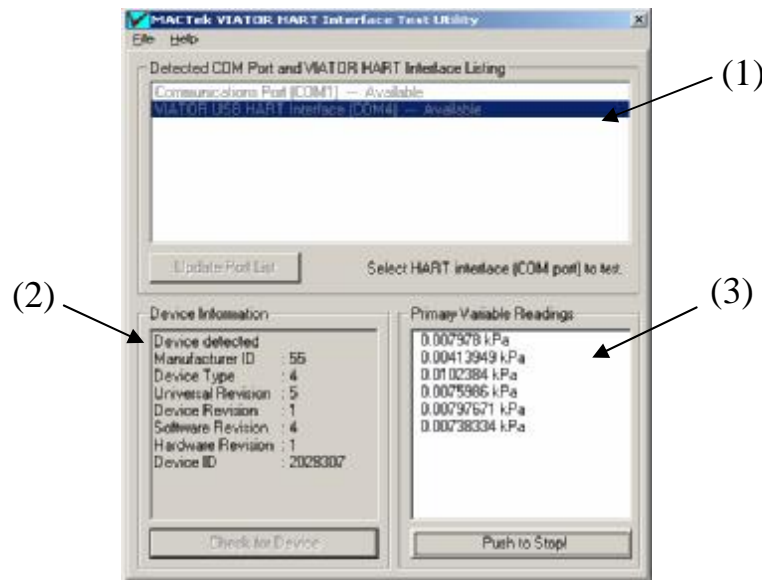 MACTek VIATOR HART Interface Test Utility
File Help
Detected COM Port and VIATOR HART Interface Listing
(1)
Communications Port (COM1) -- Available
VIATOR USB HART Interface (COM4) -- Available
Update Port List
Select HART interface (COM port) to test.
(2)
(3)
Device Information
Device detected
Manufacturer ID : 55
Device Type : 4
Universal Revision : 5
Device Revision : 1
Software Revision : 4
Hardware Revision : 1
Device ID : 2028307
Check for Device
Primary Variable Readings
0.007978 kPa
0.00413949 kPa
0.0102384 kPa
0.0075986 kPa
0.00797671 kPa
0.00738334 kPa
Push to Stop!